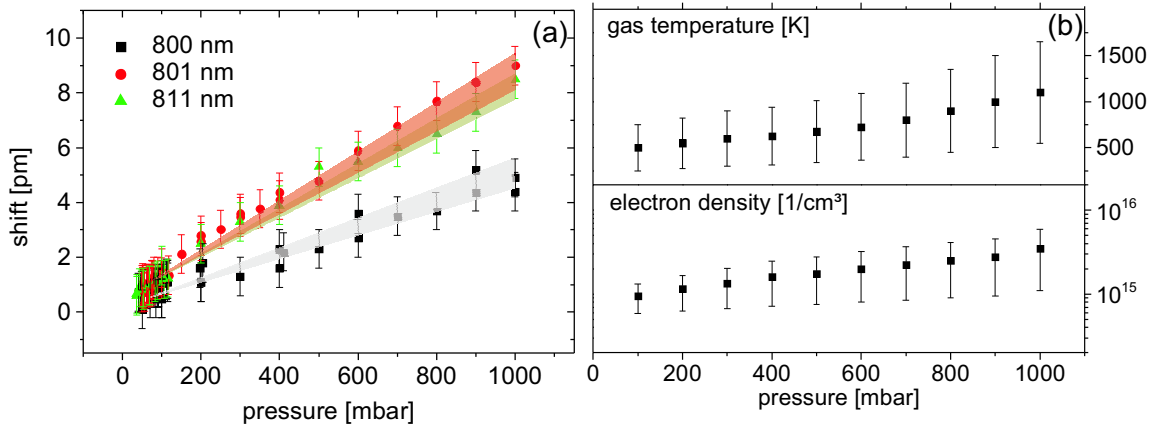 (a)
800 nm
801 nm
811 nm
10
8
6
4
2
0
shift [pm]
0 200 400 600 800 1000
pressure [mbar]
gas temperature [K]
(b)
1500
1000
500
electron density [1/cm³]
10¹⁶
10¹⁵
0 200 400 600 800 1000
pressure [mbar]